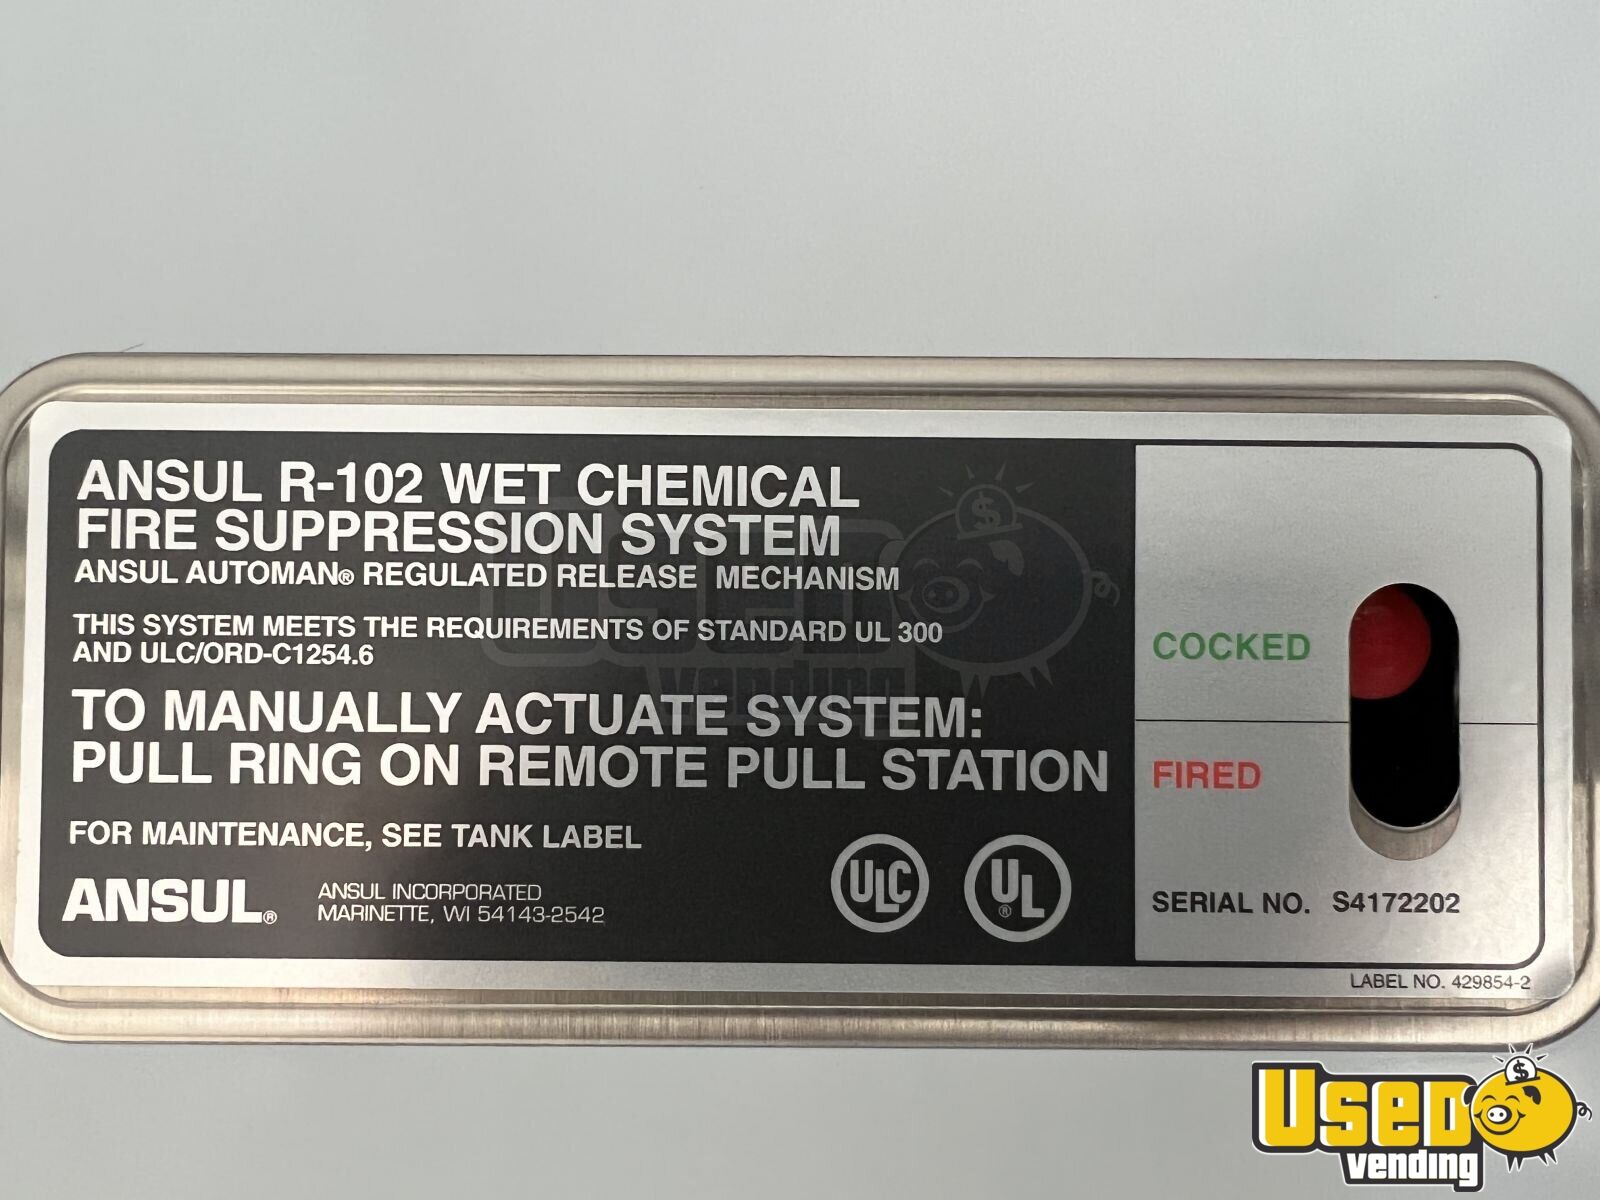 ANSUL R-102 WET CHEMICAL
FIRE SUPPRESSION SYSTEM
ANSUL AUTOMAN® REGULATED RELEASE MECHANISM
THIS SYSTEM MEETS THE REQUIREMENTS OF STANDARD UL 300
AND ULC/ORD-C1254.6
TO MANUALLY ACTUATE SYSTEM:
PULL RING ON REMOTE PULL STATION
FOR MAINTENANCE, SEE TANK LABEL
ANSUL®
ANSUL INCORPORATED
MARINETTE, WI 54143-2542
ULC
UL®
COCKED
FIRED
SERIAL NO. S4172202
LABEL NO. 429854-2
Used
vending
$
Used
vending
$